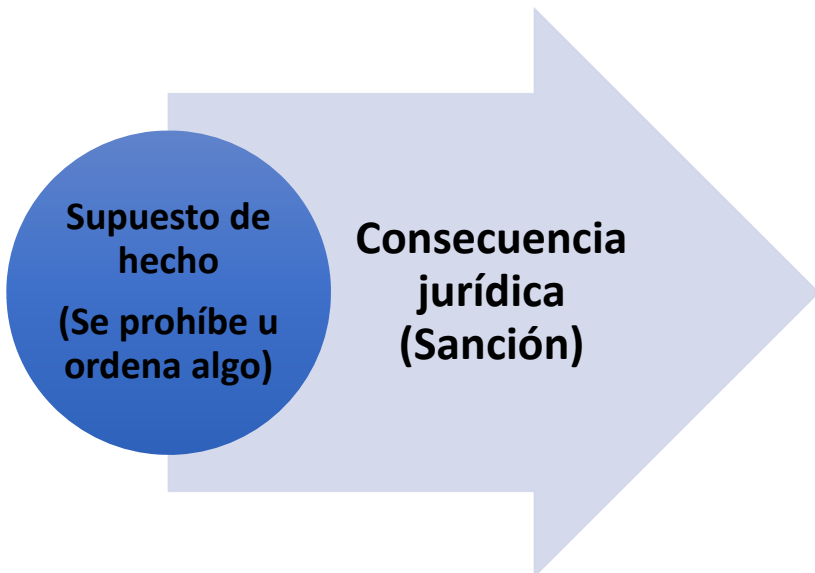 Supuesto de
hecho
(Se prohíbe u
ordena algo)
Consecuencia
jurídica
(Sanción)